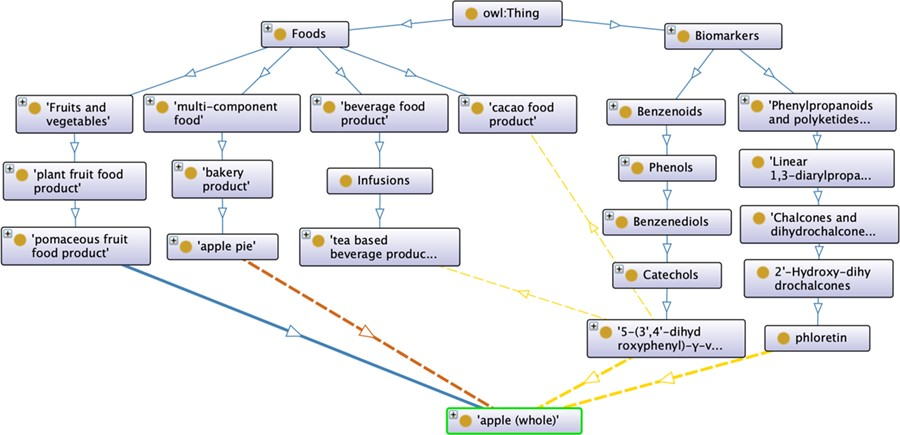 owl:Thing
Foods
Biomarkers
'Fruits and
vegetables'
'multi-component
food'
'beverage food
product'
'cacao food
product'
Benzenoids
'Phenylpropanoids
and polyketides...
'plant fruit food
product'
'bakery
product'
Infusions
Phenols
'Linear
1,3-diarylpropa...
'pomaceous fruit
food product'
'apple pie'
'tea based
beverage produc...
Benzenediols
'Chalcones and
dihydrochalcone...
Catechols
2'-Hydroxy-dihy
drochalcones
'5-(3',4'-dihyd
roxyphenyl)-γ-v...
phloretin
'apple (whole)'